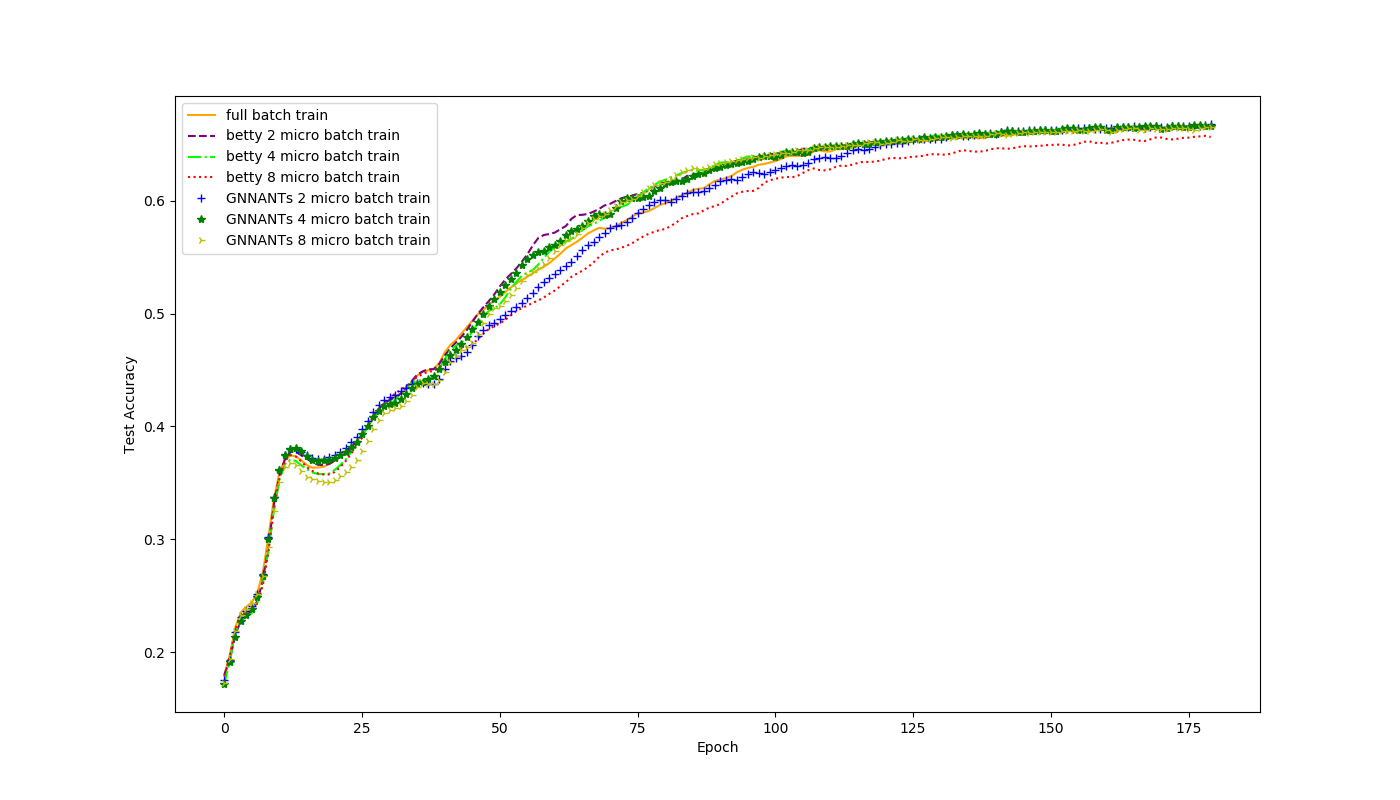 full batch train
betty 2 micro batch train
betty 4 micro batch train
betty 8 micro batch train
GNNANTs 2 micro batch train
GNNANTs 4 micro batch train
GNNANTs 8 micro batch train
0.6
0.5
0.4
0.3
0.2
Test Accuracy
0 25 50 75 100 125 150 175
Epoch